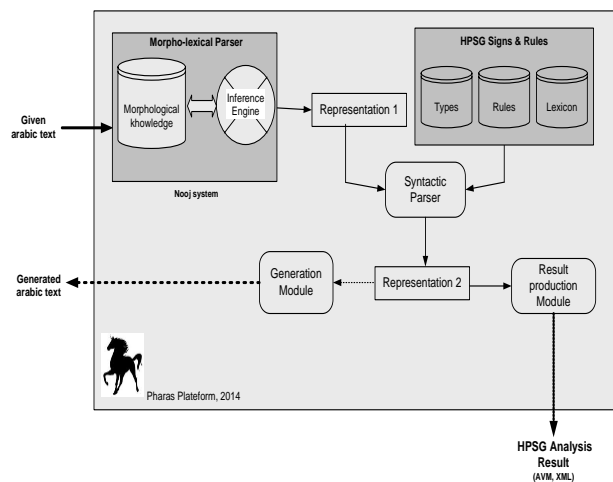 Morpho-lexical Parser
HPSG Signs & Rules
Morphological
khowledge
Inference
Engine
Representation 1
Types
Rules
Lexicon
Given
arabic text
Nooj system
Syntactic
Parser
Generated
arabic text
Generation
Module
Representation 2
Result
production
Module
Pharas Plateform, 2014
HPSG Analysis
Result
(AVM, XML)